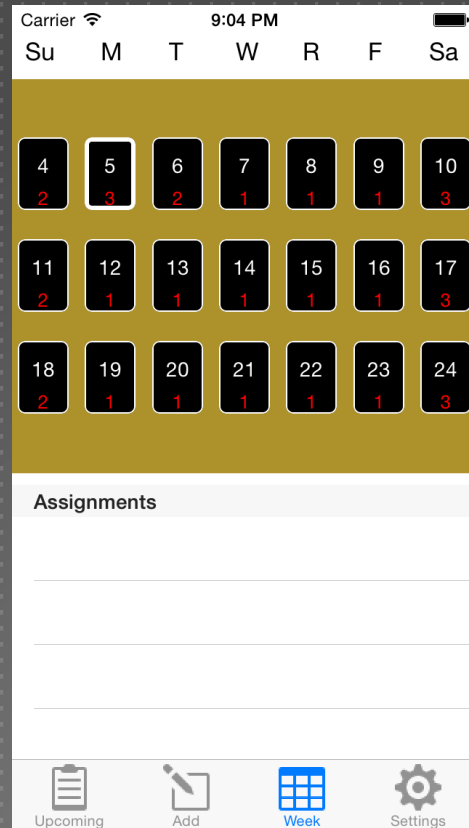 Carrier 9:04 PM
Su M T W R F Sa
4 5 6 7 8 9 10
2 3 2 1 1 1 3
11 12 13 14 15 16 17
2 1 1 1 1 1 3
18 19 20 21 22 23 24
2 1 1 1 1 1 3
Assignments
Upcoming Add Week Settings